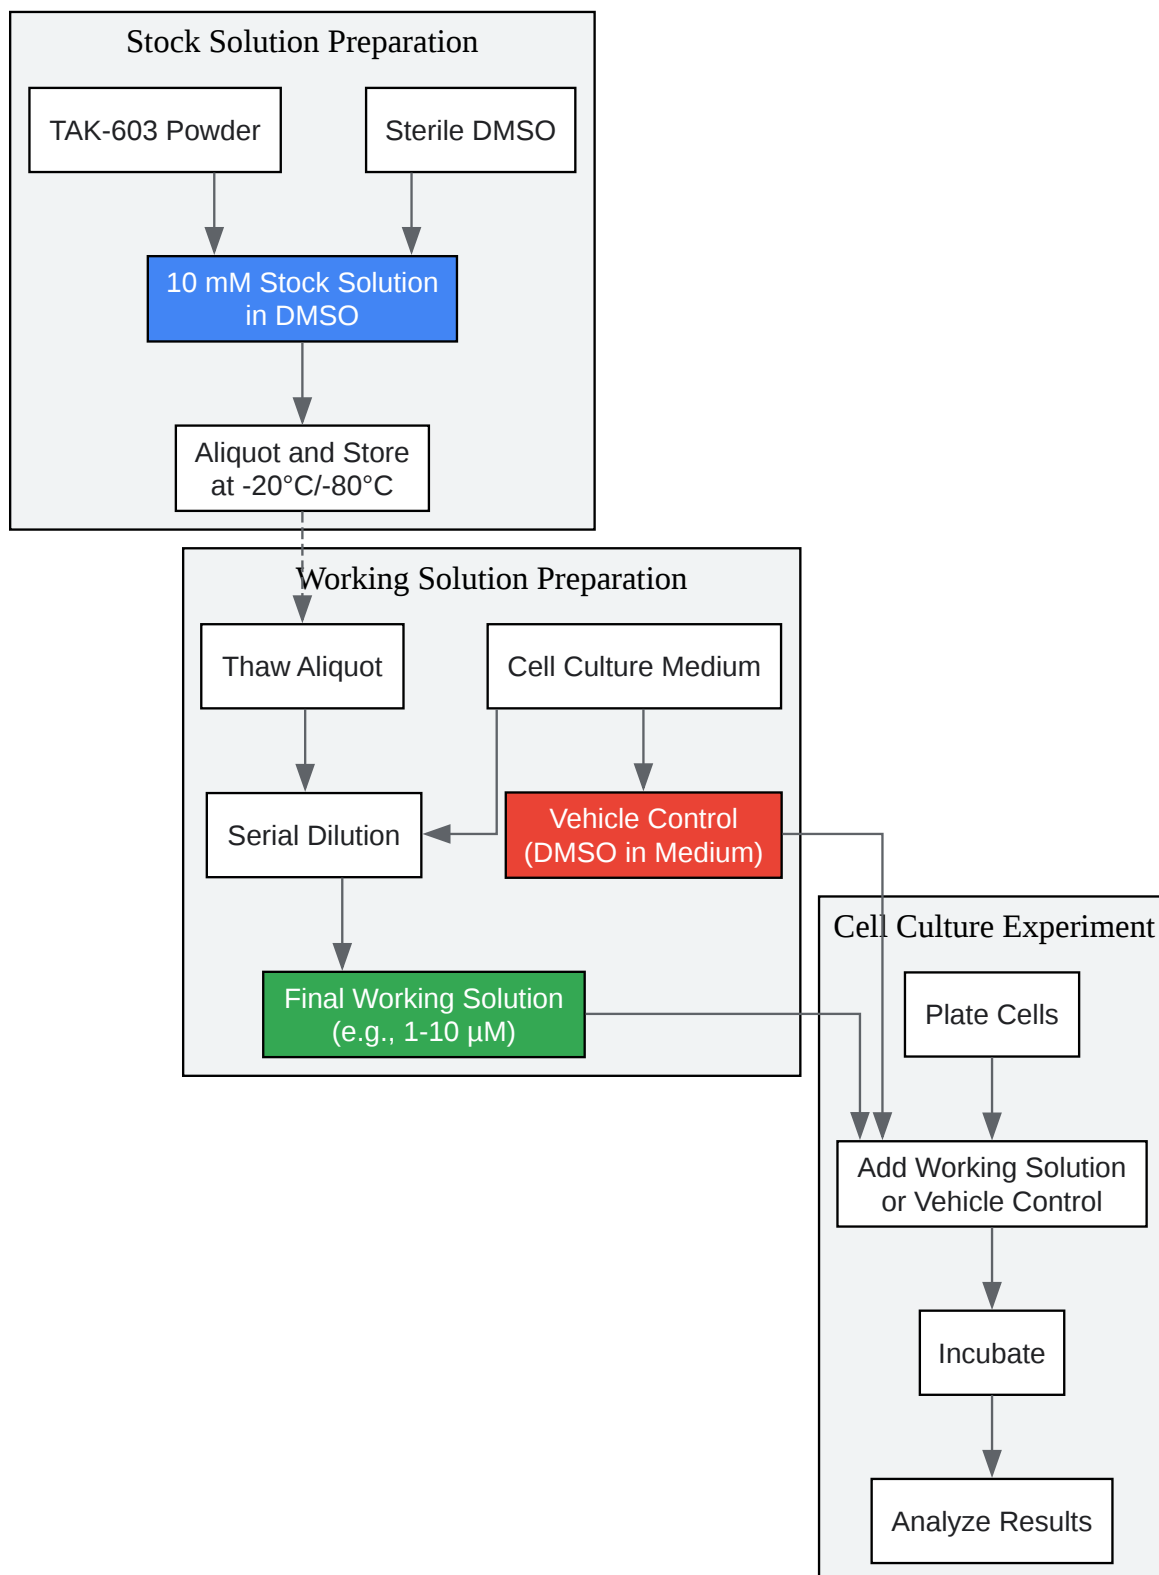 Stock Solution Preparation
TAK-603 Powder
Sterile DMSO
10 mM Stock Solution
in DMSO
Aliquot and Store
at -20°C/-80°C
Working Solution Preparation
Thaw Aliquot
Cell Culture Medium
Serial Dilution
Vehicle Control
(DMSO in Medium)
Final Working Solution
(e.g., 1-10 µM)
Cell Culture Experiment
Plate Cells
Add Working Solution
or Vehicle Control
Incubate
Analyze Results